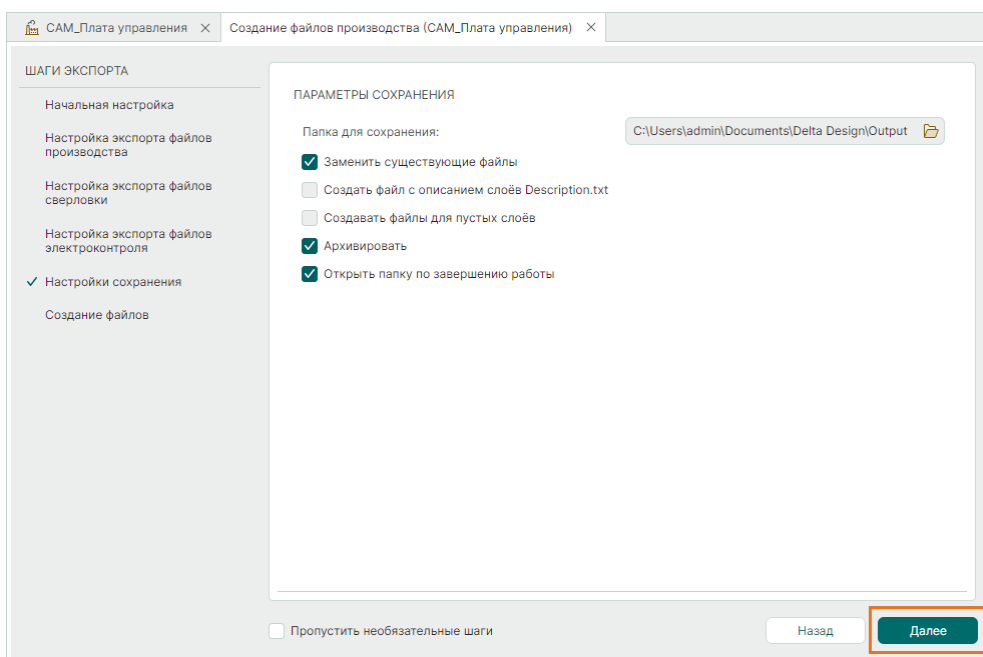 САМ_Плата управления
Создание файлов производства (САМ_Плата управления)
ШАГИ ЭКСПОРТА
Начальная настройка
Настройка экспорта файлов
производства
Настройка экспорта файлов
сверловки
Настройка экспорта файлов
электроконтроля
Настройки сохранения
Создание файлов
ПАРАМЕТРЫ СОХРАНЕНИЯ
Папка для сохранения:
C:\Users\admin\Documents\Delta Design\Output
Заменить существующие файлы
Создать файл с описанием слоёв Description.txt
Создавать файлы для пустых слоёв
Архивировать
Открыть папку по завершению работы
Пропустить необязательные шаги
Назад
Далее